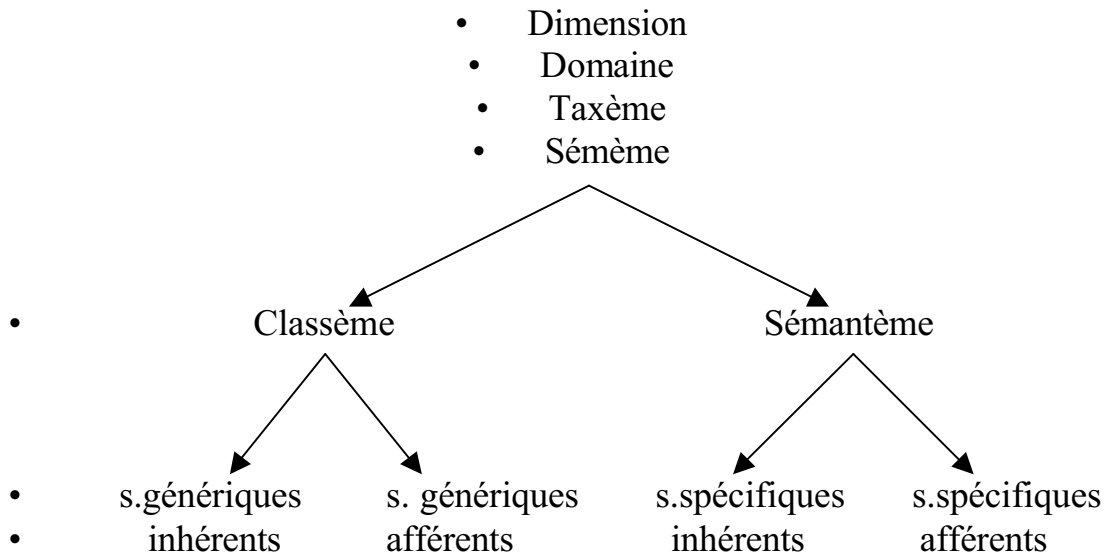 • Dimension
• Domaine
• Taxème
• Sémème
• Classème Sémantème
• s.génériques s. génériques s.spécifiques s.spécifiques
• inhérents afférents inhérents afférents